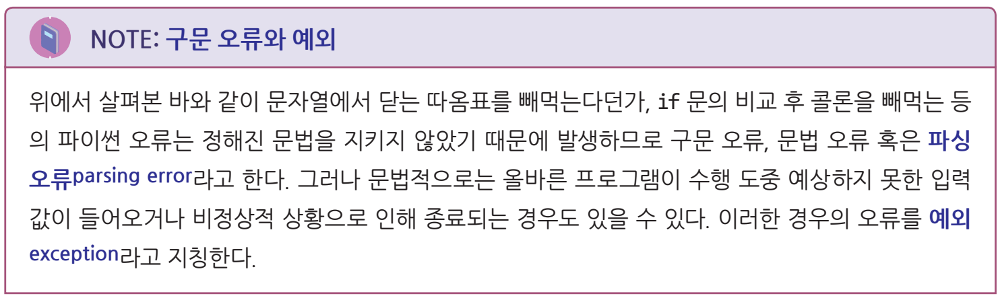 NOTE: 구문 오류와 예외
위에서 살펴본 바와 같이 문자열에서 닫는 따옴표를 빼먹는다던가, if 문의 비교 후 콜론을 빼먹는 등
의 파이썬 오류는 정해진 문법을 지키지 않았기 때문에 발생하므로 구문 오류, 문법 오류 혹은 파싱
오류parsing error라고 한다. 그러나 문법적으로는 올바른 프로그램이 수행 도중 예상하지 못한 입력
값이 들어오거나 비정상적 상황으로 인해 종료되는 경우도 있을 수 있다. 이러한 경우의 오류를 예외
exception라고 지칭한다.